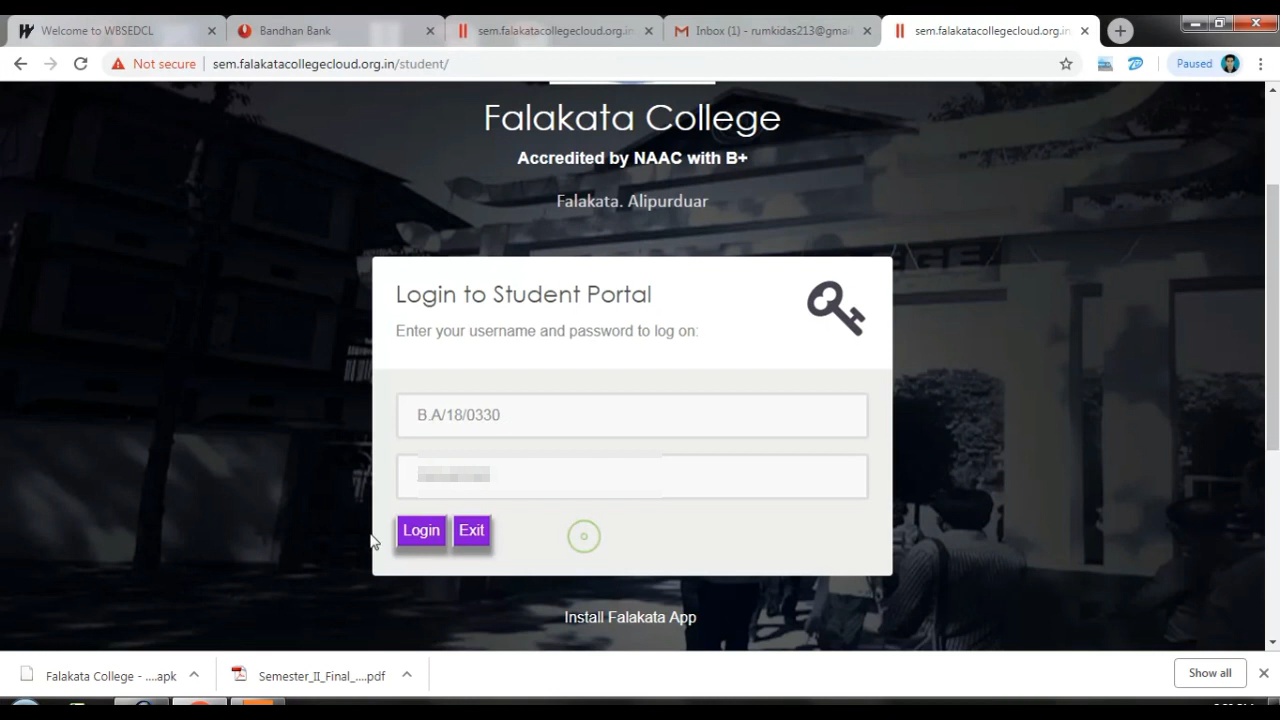 Welcome to WBSEDCL
Bandhan Bank
sem.falakatacollegecloud.org.in
Inbox (1) - rumkidas213@gmai
sem.falakatacollegecloud.org.in
Not secure
sem.falakatacollegecloud.org.in/student/
Paused
Falakata College
Accredited by NAAC with B+
Falakata. Alipurduar
Login to Student Portal
Enter your username and password to log on:
B.A/18/0330
Login
Exit
Install Falakata App
Falakata College - ....apk
Semester_II_Final_....pdf
Show all